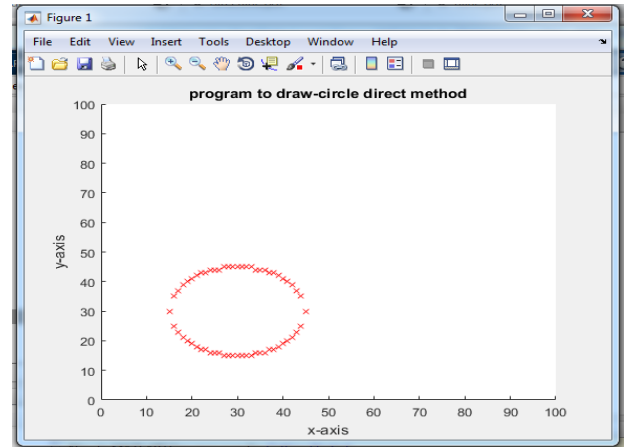 Figure 1
File Edit View Insert Tools Desktop Window Help
program to draw-circle direct method
100
90
80
70
60
50
40
30
20
10
0
y-axis
0 10 20 30 40 50 60 70 80 90 100
x-axis